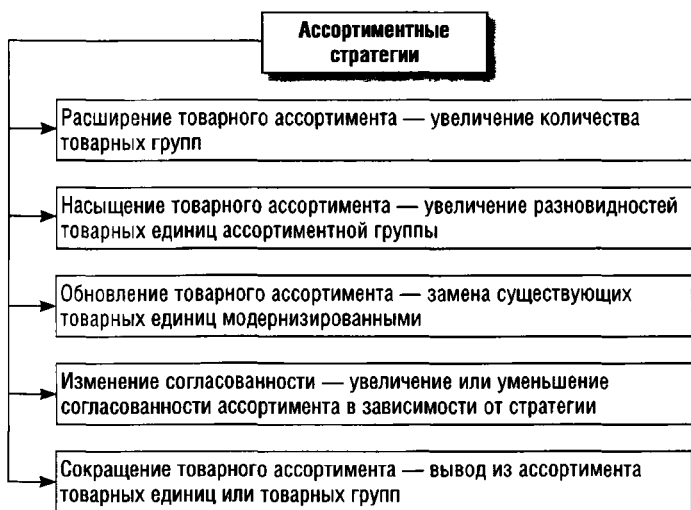 Ассортиментные
стратегии
Расширение товарного ассортимента — увеличение количества
товарных групп
Насыщение товарного ассортимента — увеличение разновидностей
товарных единиц ассортиментной группы
Обновление товарного ассортимента — замена существующих
товарных единиц модернизированными
Изменение согласованности — увеличение или уменьшение
согласованности ассортимента в зависимости от стратегии
Сокращение товарного ассортимента — вывод из ассортимента
товарных единиц или товарных групп